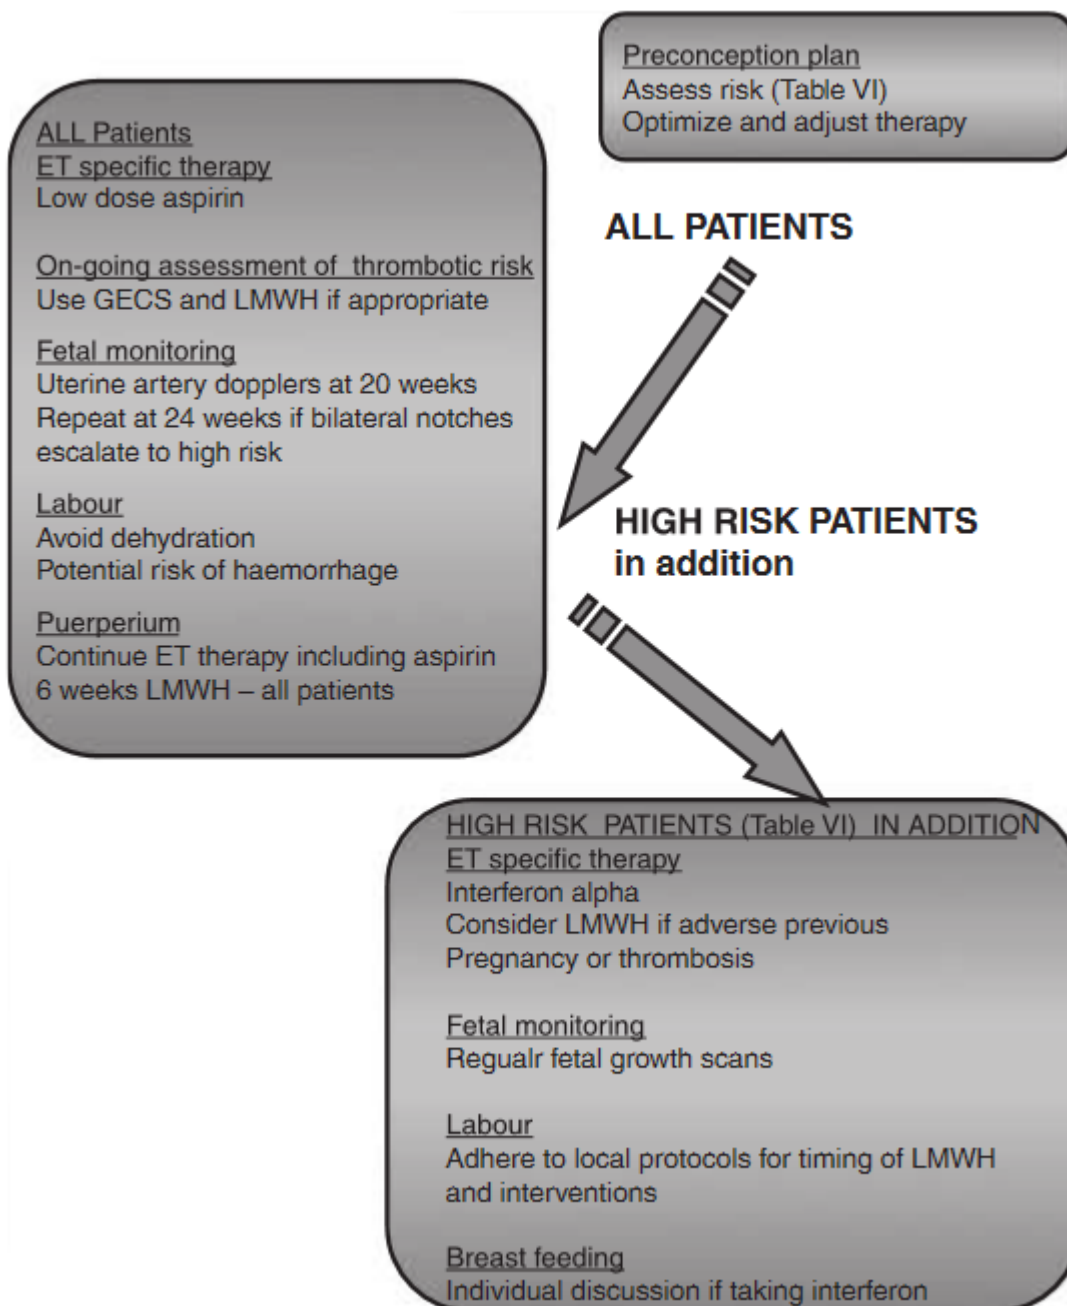 Preconception plan
Assess risk (Table VI)
Optimize and adjust therapy
ALL PATIENTS
ALL Patients
ET specific therapy
Low dose aspirin
On-going assessment of thrombotic risk
Use GECS and LMWH if appropriate
Fetal monitoring
Uterine artery dopplers at 20 weeks
Repeat at 24 weeks if bilateral notches
escalate to high risk
Labour
Avoid dehydration
Potential risk of haemorrhage
Puerperium
Continue ET therapy including aspirin
6 weeks LMWH – all patients
HIGH RISK PATIENTS
in addition
HIGH RISK PATIENTS (Table VI) IN ADDITION
ET specific therapy
Interferon alpha
Consider LMWH if adverse previous
Pregnancy or thrombosis
Fetal monitoring
Regualr fetal growth scans
Labour
Adhere to local protocols for timing of LMWH
and interventions
Breast feeding
Individual discussion if taking interferon